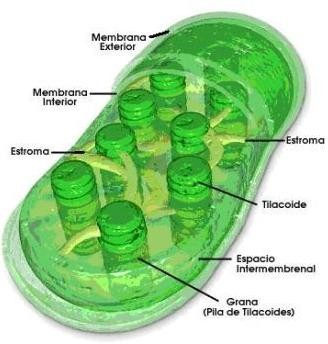 Membrana
Exterior
Membrana
Interior
Estroma
Estroma
Tilacoide
Espacio
Intermembrenal
Grana
(Pila de Tilacoides)